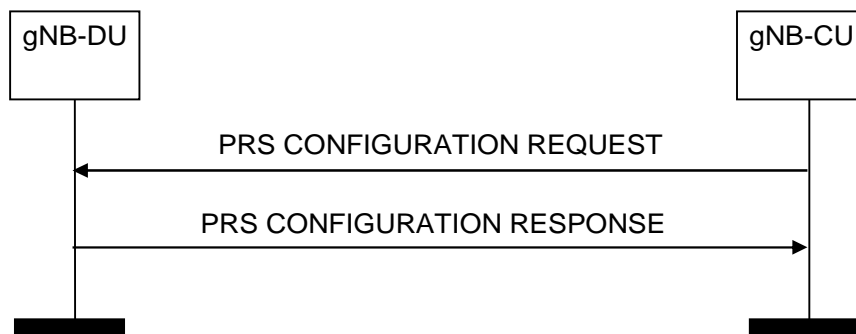 gNB-DU
gNB-CU
PRS CONFIGURATION REQUEST
PRS CONFIGURATION RESPONSE